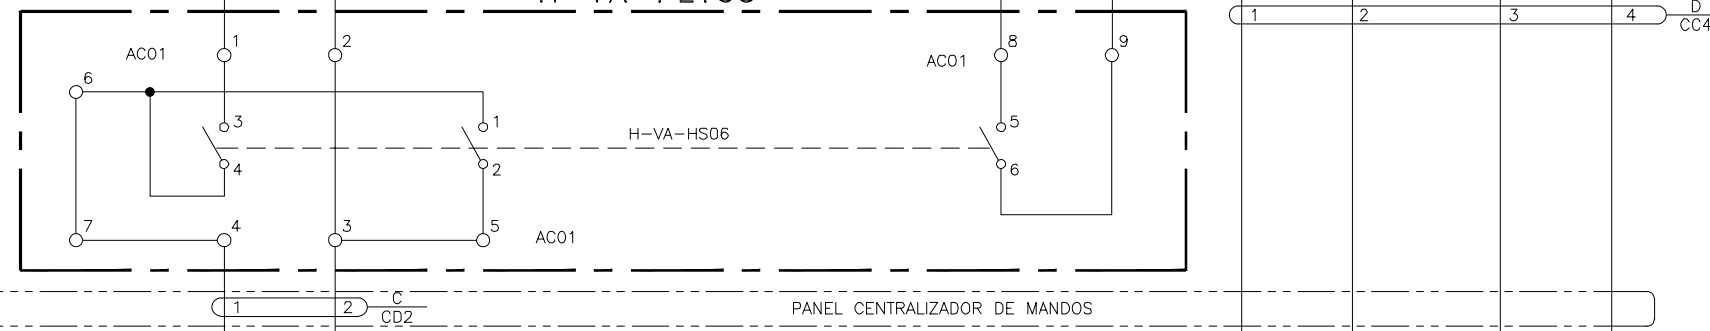 1 2 3 4 D
CC4
1 2 8 9
AC01 AC01
6
3 1 5
H-VA-HS06
4 2 6
7 4 3 5
AC01
1 2 C
CD2
PANEL CENTRALIZADOR DE MANDOS